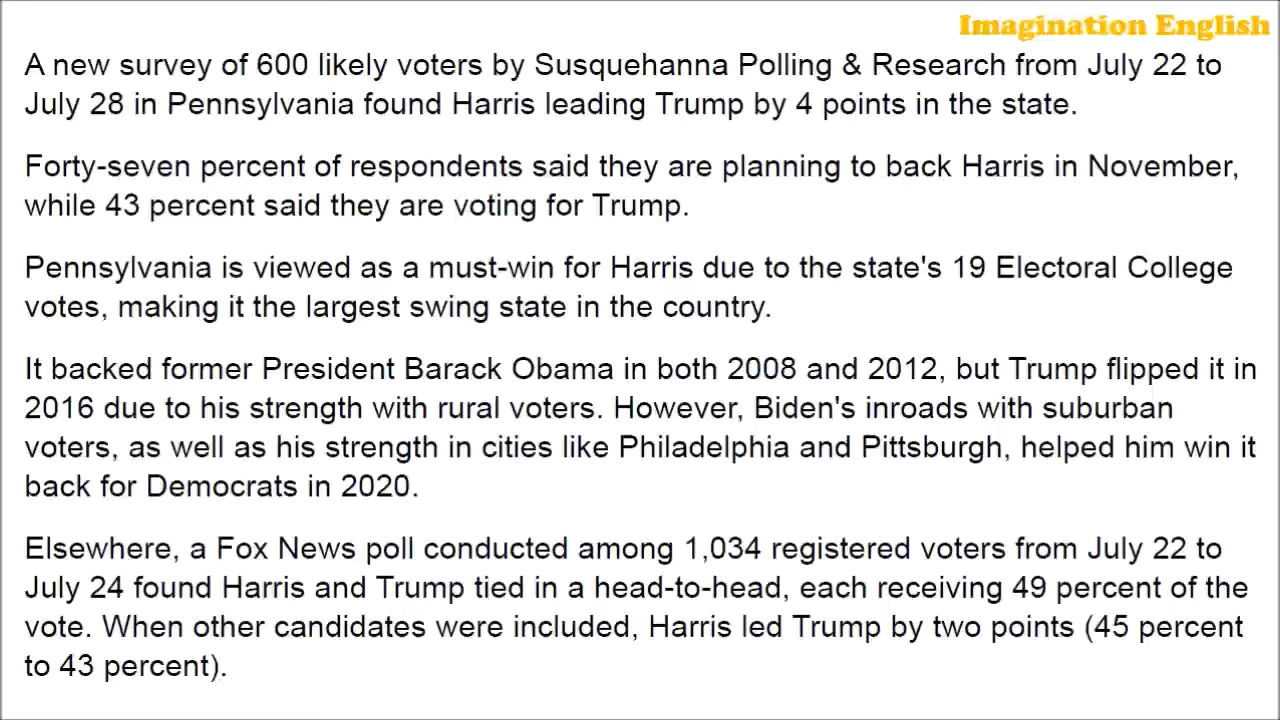 Imagination English
A new survey of 600 likely voters by Susquehanna Polling & Research from July 22 to
July 28 in Pennsylvania found Harris leading Trump by 4 points in the state.
Forty-seven percent of respondents said they are planning to back Harris in November,
while 43 percent said they are voting for Trump.
Pennsylvania is viewed as a must-win for Harris due to the state's 19 Electoral College
votes, making it the largest swing state in the country.
It backed former President Barack Obama in both 2008 and 2012, but Trump flipped it in
2016 due to his strength with rural voters. However, Biden's inroads with suburban
voters, as well as his strength in cities like Philadelphia and Pittsburgh, helped him win it
back for Democrats in 2020.
Elsewhere, a Fox News poll conducted among 1,034 registered voters from July 22 to
July 24 found Harris and Trump tied in a head-to-head, each receiving 49 percent of the
vote. When other candidates were included, Harris led Trump by two points (45 percent
to 43 percent).